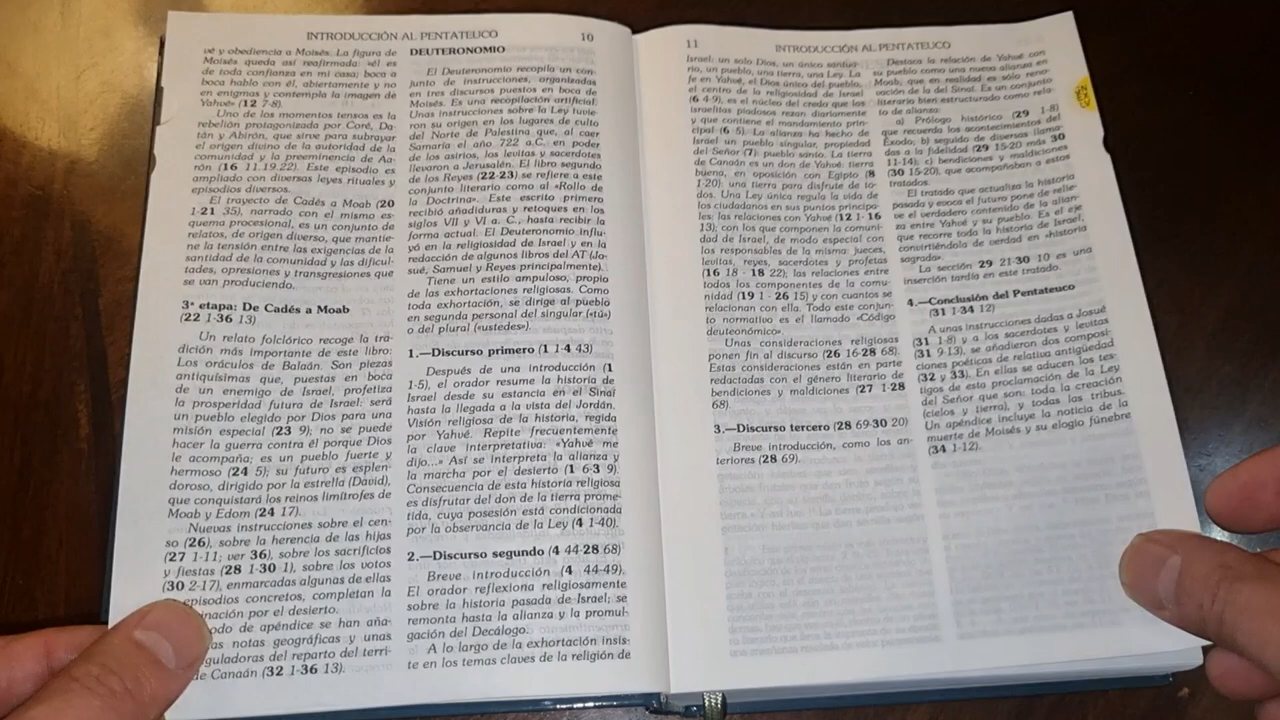 INTRODUCCIÓN AL PENTATEUCO 10
vé y obediencia a Moisés. La figura de
Moisés queda así reafirmada: «él es
de toda confianza en mi casa; boca a
boca hablo con él, abiertamente y no
en enigmas y contempla la imagen de
Yahvé» (12 7-8).
Uno de los momentos tensos es la
rebelión protagonizada por Coré, Da-
tán y Abirón, que sirve para subrayar
el origen divino de la autoridad de la
comunidad y la preeminencia de Aa-
rón (16 11.19.22). Este episodio es
ampliado con diversas leyes rituales y
episodios diversos.
El trayecto de Cadés a Moab (20
1-21 35), narrado con el mismo es-
quema procesional, es un conjunto de
relatos, de origen diverso, que mantie-
ne la tensión entre las exigencias de la
santidad de la comunidad y las dificul-
tades, opresiones y transgresiones que
se van produciendo.
3ª etapa: De Cadés a Moab
(22 1-36 13)
Un relato folclórico recoge la tra-
dición más importante de este libro:
Los oráculos de Balaán. Son piezas
antiquísimas que, puestas en boca
de un enemigo de Israel, profetiza
la prosperidad futura de Israel: será
un pueblo elegido por Dios para una
misión especial (23 9); no se puede
hacer la guerra contra él porque Dios
le acompaña; es un pueblo fuerte y
hermoso (24 5); su futuro es esplen-
doroso, dirigido por la estrella (David),
que conquistará los reinos limítrofes de
Moab y Edom (24 17).
Nuevas instrucciones sobre el cen-
so (26), sobre la herencia de las hijas
(27 1-11; ver 36), sobre los sacrificios
y fiestas (28 1-30 1), sobre los votos
(30 2-17), enmarcadas algunas de ellas
episodios concretos, completan la
inación por el desierto.
odo de apéndice se han aña-
as notas geográficas y unas
guladoras del reparto del terri-
de Canaán (32 1-36 13).
DEUTERONOMIO
El Deuteronomio recopila un con-
junto de instrucciones, organizadas
en tres discursos puestos en boca de
Moisés. Es una recopilación artificial.
Unas instrucciones sobre la Ley tuvie-
ron su origen en los lugares de culto
del Norte de Palestina que, al caer
Samaría el año 722 a.C., en poder
de los asirios, los levitas y sacerdotes
llevaron a Jerusalén. El libro segundo
de los Reyes (22-23) se refiere a este
conjunto literario como al «Rollo de
la Doctrina». Este escrito primero
recibió añadiduras y retoques en los
siglos VII y VI a. C., hasta recibir la
forma actual. El Deuteronomio influ-
yó en la religiosidad de Israel y en la
redacción de algunos libros del AT (Jo-
sué, Samuel y Reyes principalmente).
Tiene un estilo ampuloso, propio
de las exhortaciones religiosas. Como
toda exhortación, se dirige al pueblo
en segunda persona del singular («tú»)
o del plural («ustedes»).
1.—Discurso primero (1 1-4 43)
Después de una introducción (1
1-5), el orador resume la historia de
Israel desde su estancia en el Sinaí
hasta la llegada a la vista del Jordán.
Visión religiosa de la historia, regida
por Yahvé. Repite frecuentemente
la clave interpretativa: «Yahvé me
dijo...» Así se interpreta la alianza y
la marcha por el desierto (1 6-3 9).
Consecuencia de esta historia religiosa
es disfrutar del don de la tierra prome-
tida, cuya posesión está condicionada
por la observancia de la Ley (4 1-40).
2.—Discurso segundo (4 44-28 68)
Breve introducción (4 44-49).
El orador reflexiona religiosamente
sobre la historia pasada de Israel; se
remonta hasta la alianza y la promul-
gación del Decálogo.
A lo largo de la exhortación insis-
te en los temas claves de la religión de
11 INTRODUCCIÓN AL PENTATEUCO
Israel: un solo Dios, un único santua-
rio, un pueblo, una tierra, una Ley. La
fe en Yahvé, el Dios único del pueblo,
el centro de la religiosidad de Israel
(6 4-9), es el núcleo del credo que los
israelitas piadosos rezan diariamente
y que contiene el mandamiento prin-
cipal (6 5). La alianza ha hecho de
Israel un pueblo singular, propiedad
del Señor (7): pueblo santo. La tierra
de Canaán es un don de Yahvé: tierra
buena, en oposición con Egipto (8
1-20); una tierra para disfrute de to-
dos. Una Ley única regula la vida de
los ciudadanos en sus puntos principa-
les: las relaciones con Yahvé (12 1-16
13); con los que componen la comuni-
dad de Israel, de modo especial con
los responsables de la misma: jueces,
levitas, reyes, sacerdotes y profetas
(16 18 - 18 22); las relaciones entre
todos los componentes de la comu-
nidad (19 1 - 26 15) y con cuantos se
relacionan con ella. Todo este conjun-
to normativo es el llamado «Código
deuteonómico».
Unas consideraciones religiosas
ponen fin al discurso (26 16-28 68).
Estas consideraciones están en parte
redactadas con el género literario de
bendiciones y maldiciones (27 1-28
68).
3.—Discurso tercero (28 69-30 20)
Breve introducción, como los an-
teriores (28 69).
Destaca la relación de Yahvé con
su pueblo como una nueva alianza en
Moab, que en realidad es sólo reno-
vación de la del Sinaí. Es un conjunto
literario bien estructurado como rela-
to de alianza:
a) Prólogo histórico (29 1-8)
que recuerda los acontecimientos del
Éxodo; b) seguido de diversas llama-
das a la fidelidad (29 15-20 más 30
11-14); c) bendiciones y maldiciones
(30 15-20), que acompañaban a estos
tratados.
El tratado que actualiza la historia
pasada y evoca el futuro pone de relie-
ve el verdadero contenido de la alian-
za entre Yahvé y su pueblo. Es el eje
que recorre toda la historia de Israel,
convirtiéndola de verdad en «historia
sagrada».
La sección 29 21-30 10 es una
inserción tardía en este tratado.
4.—Conclusión del Pentateuco
(31 1-34 12)
A unas instrucciones dadas a Josué
(31 1-8) y a los sacerdotes y levitas
(31 9-13), se añadieron dos composi-
ciones poéticas de relativa antigüedad
(32 y 33). En ellas se aducen los tes-
tigos de esta proclamación de la Ley
del Señor que son: toda la creación
(cielos y tierra), y todas las tribus.
Un apéndice incluye la noticia de la
muerte de Moisés y su elogio fúnebre
(34 1-12).